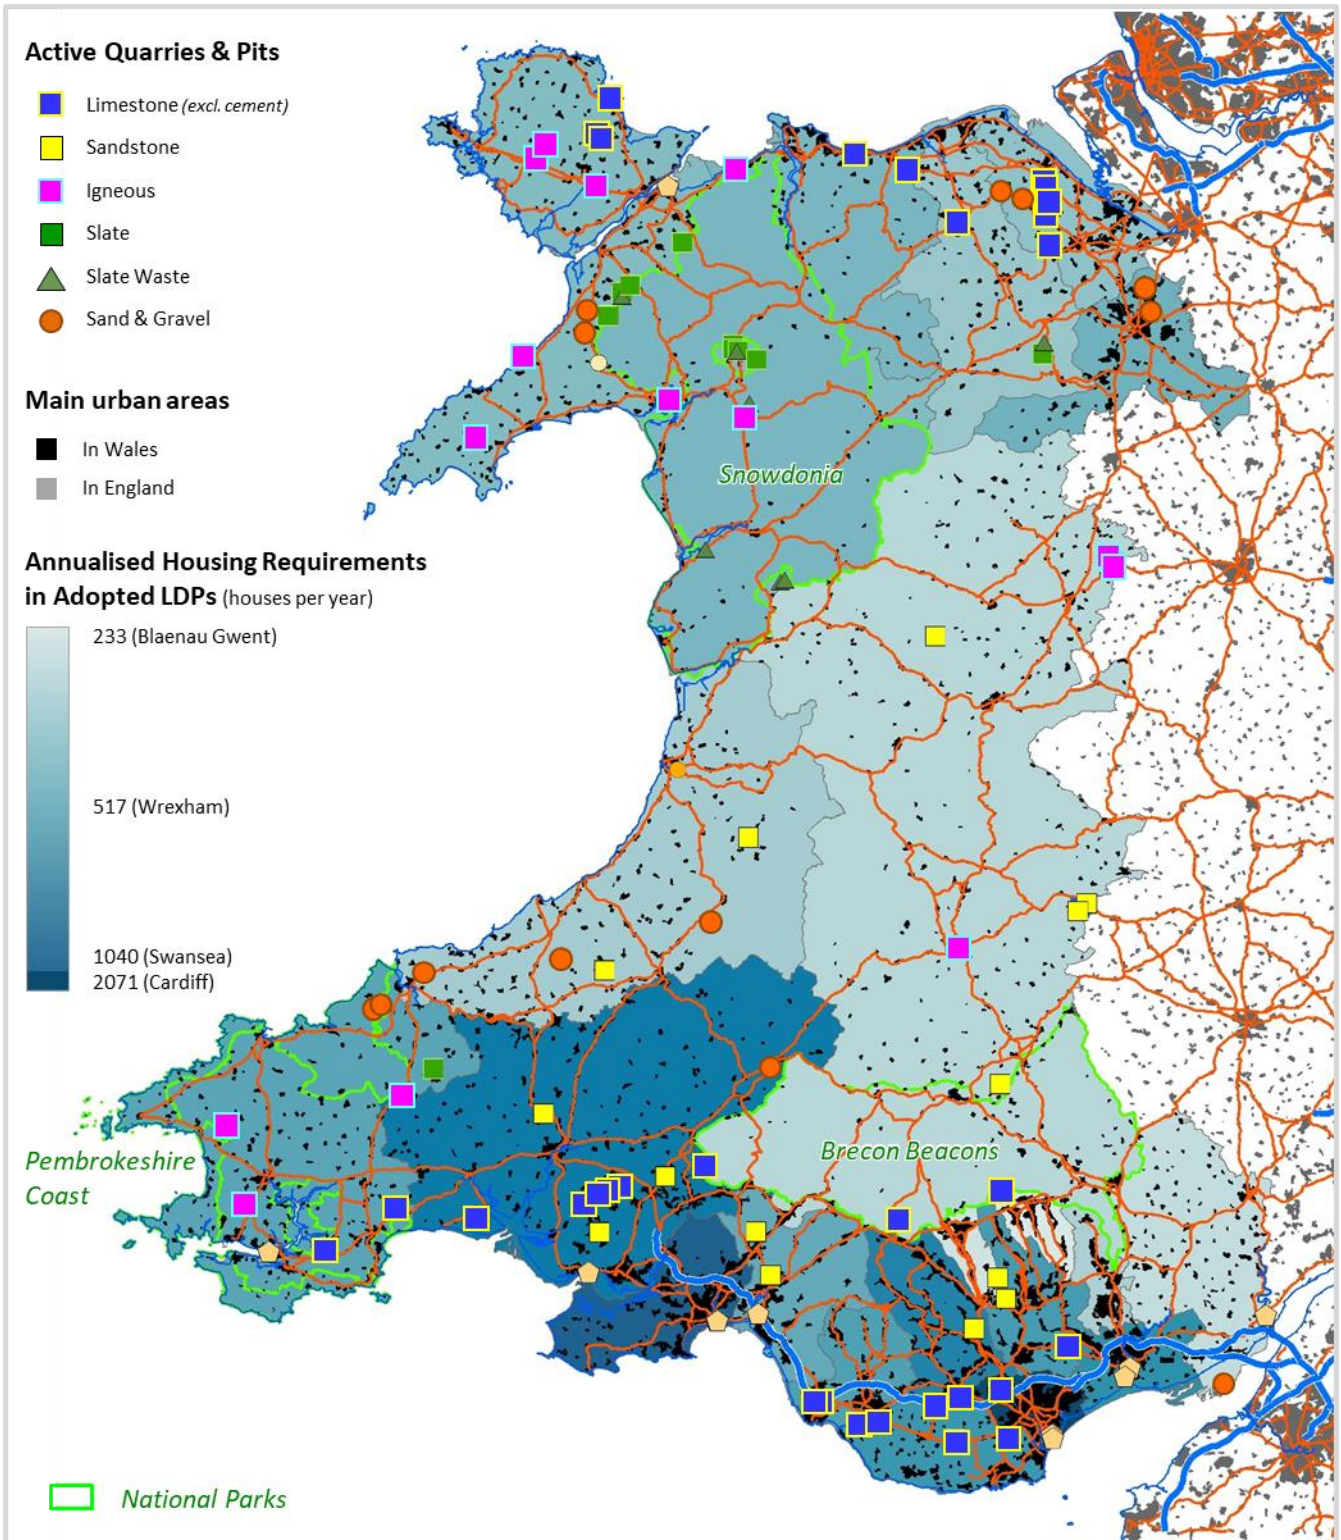 Active Quarries & Pits
Limestone (excl. cement)
Sandstone
Igneous
Slate
Slate Waste
Sand & Gravel
Main urban areas
In Wales
In England
Annualised Housing Requirements
in Adopted LDPs (houses per year)
233 (Blaenau Gwent)
517 (Wrexham)
1040 (Swansea)
2071 (Cardiff)
Snowdonia
Pembrokeshire
Coast
Brecon Beacons
National Parks